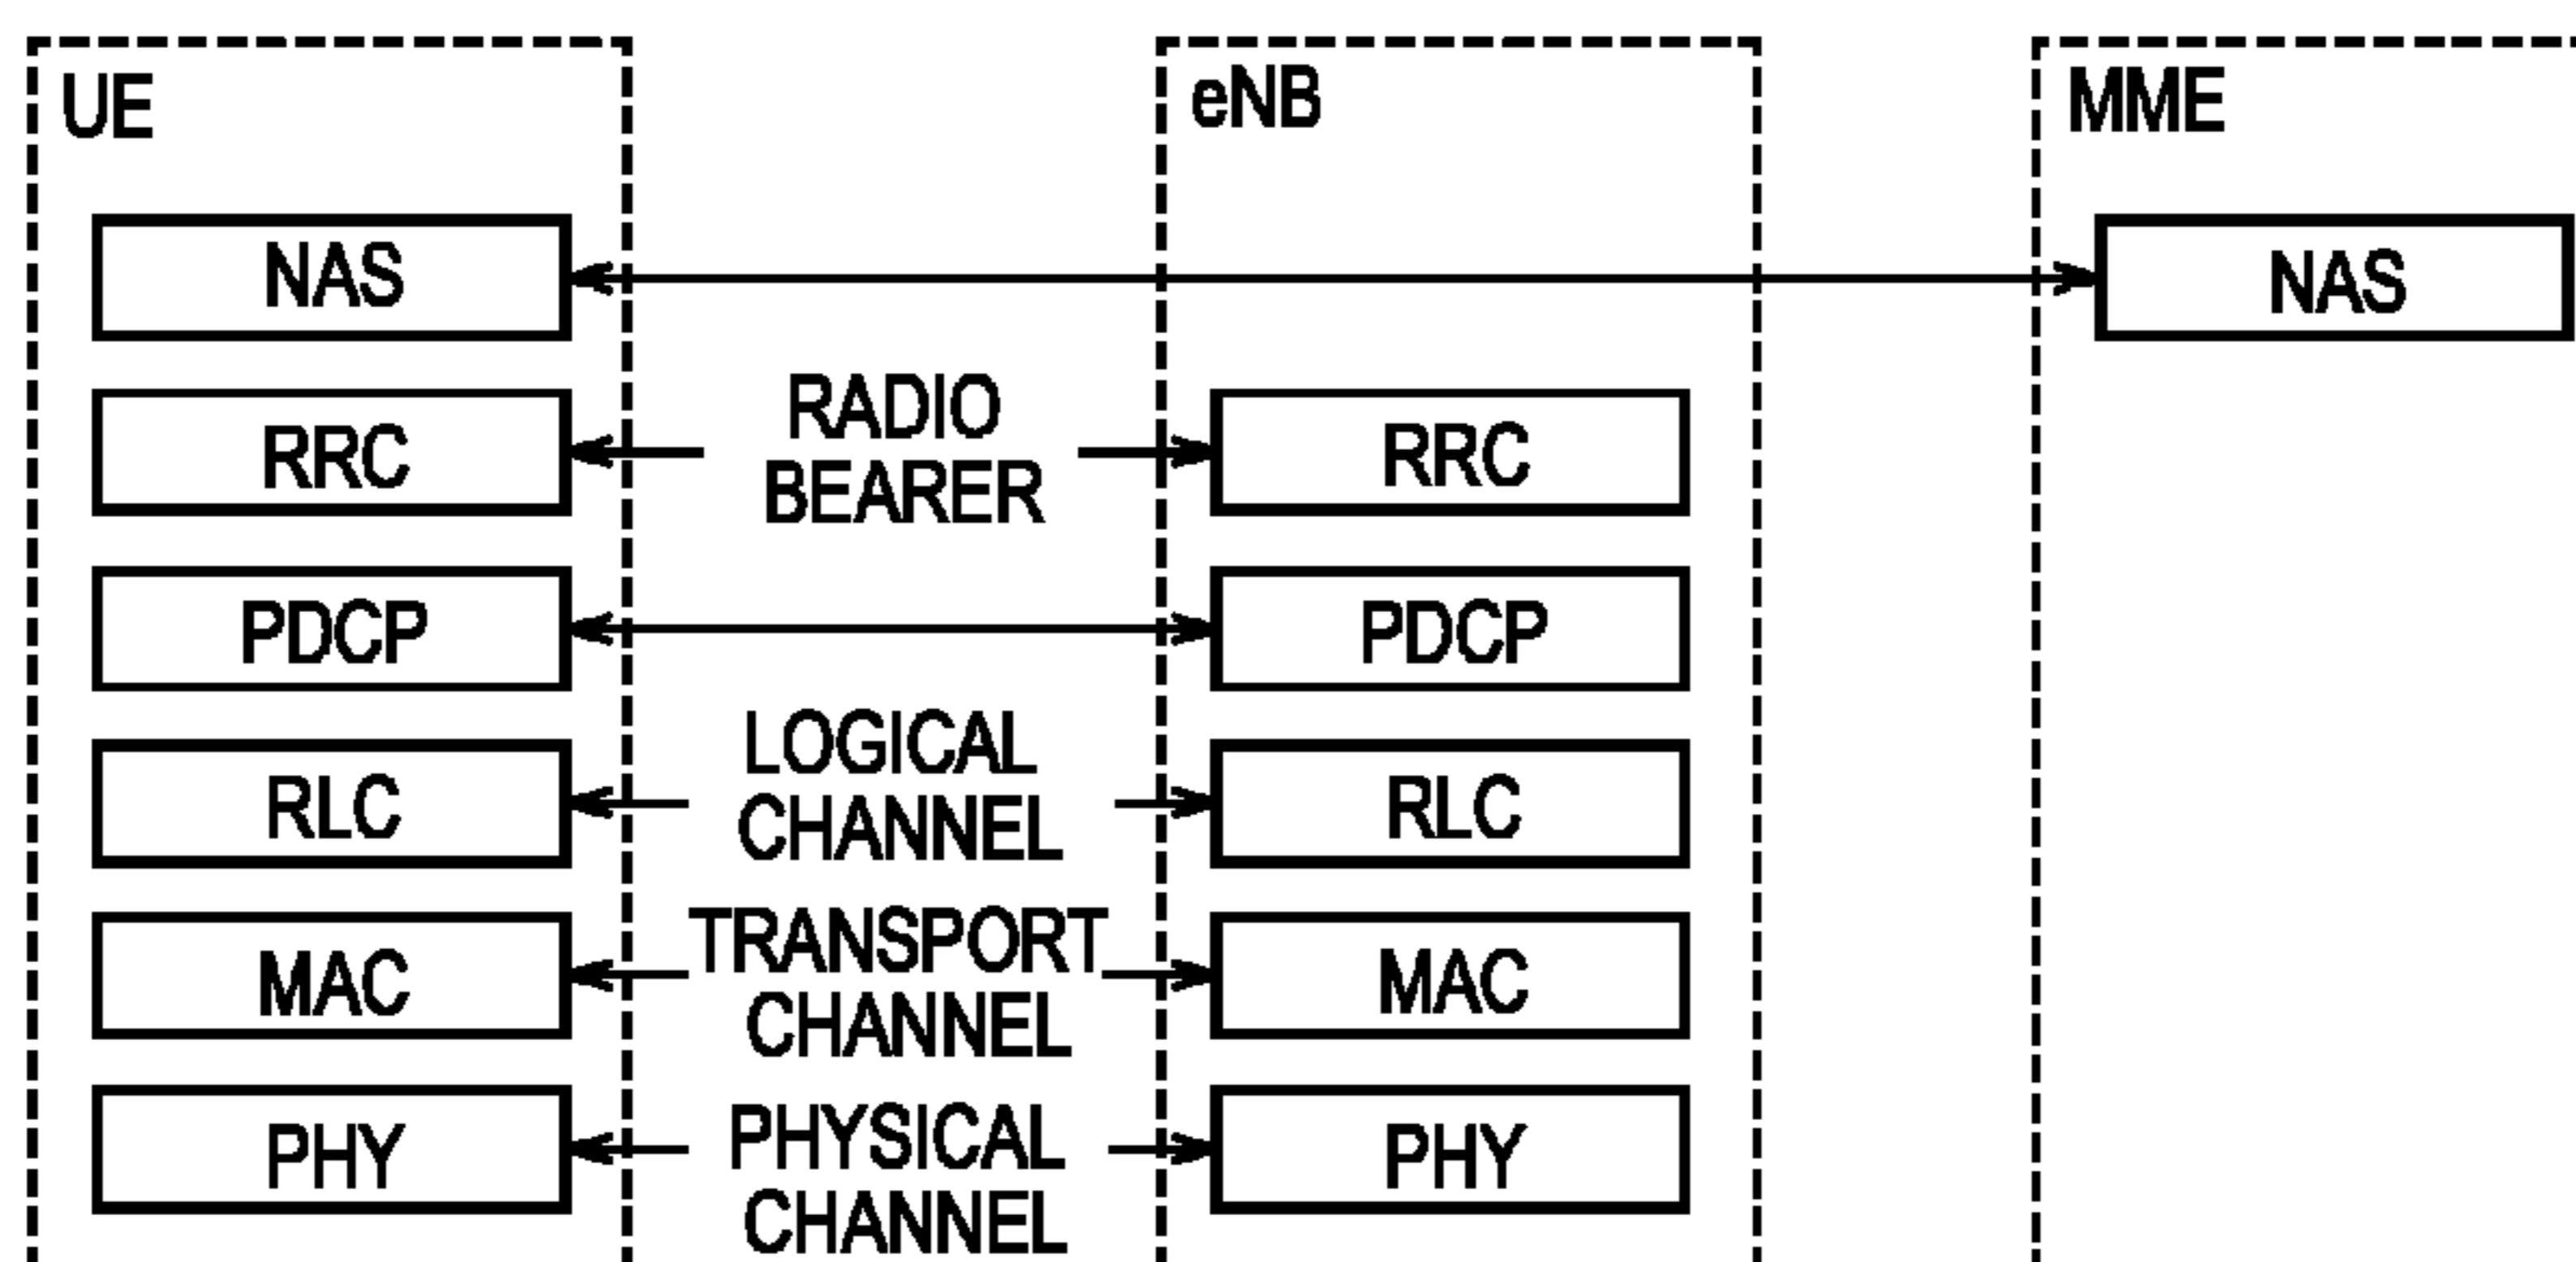 UE
eNB
MME
NAS
NAS
RADIO
BEARER
RRC
RRC
PDCP
PDCP
LOGICAL
CHANNEL
RLC
RLC
TRANSPORT
CHANNEL
MAC
MAC
PHYSICAL
CHANNEL
PHY
PHY